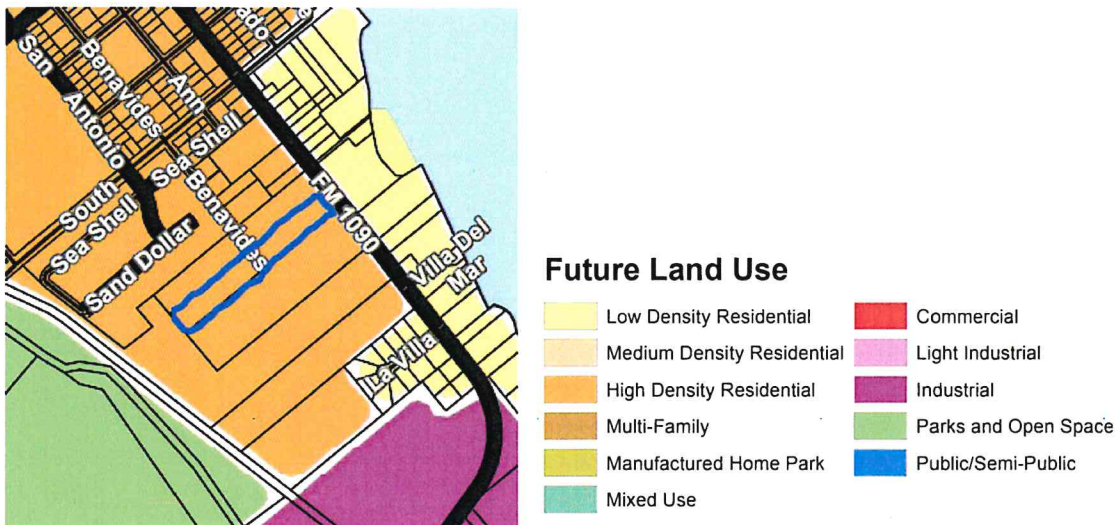 San Antonio
Benavides
Ann
Sea Shell
South
Sea Shell
Sand Dollar
Benavides
FM 1090
Villa Del
Mar
La Villa
Future Land Use
Low Density Residential
Medium Density Residential
High Density Residential
Multi-Family
Manufactured Home Park
Mixed Use
Commercial
Light Industrial
Industrial
Parks and Open Space
Public/Semi-Public